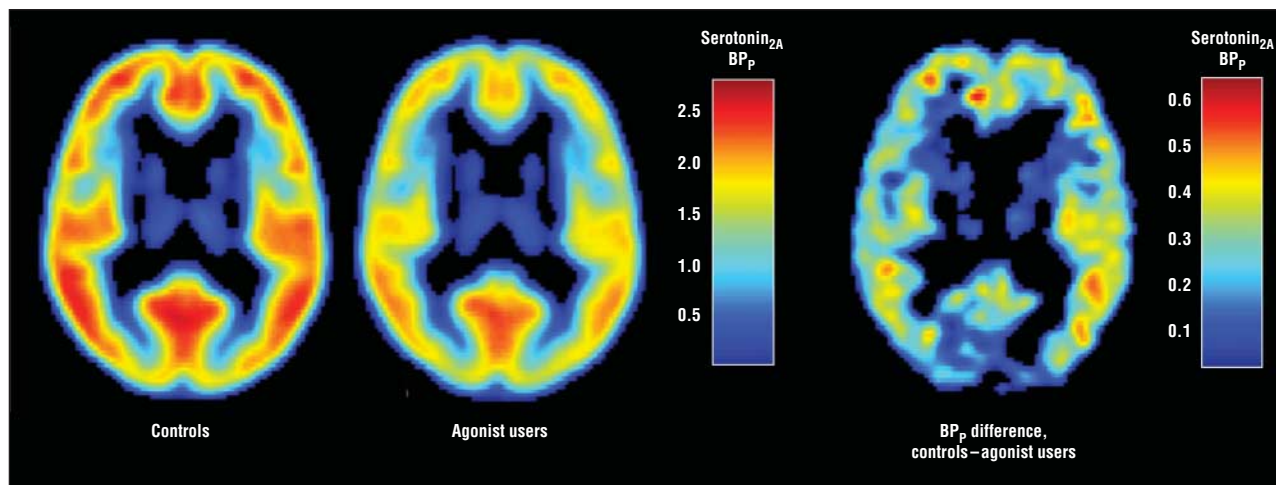 Serotonin2A
BPP
2.5
2.0
1.5
1.0
0.5
Serotonin2A
BPP
0.6
0.5
0.4
0.3
0.2
0.1
Controls
Agonist users
BPP difference,
controls–agonist users